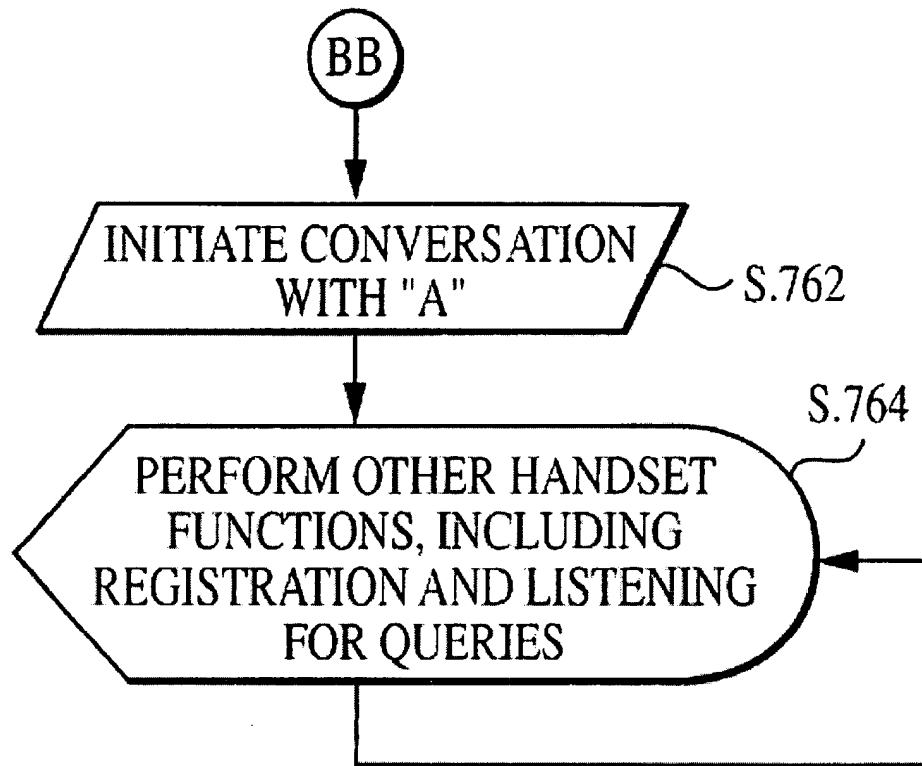 BB
INITIATE CONVERSATION
WITH "A"
S.762
S.764
PERFORM OTHER HANDSET
FUNCTIONS, INCLUDING
REGISTRATION AND LISTENING
FOR QUERIES